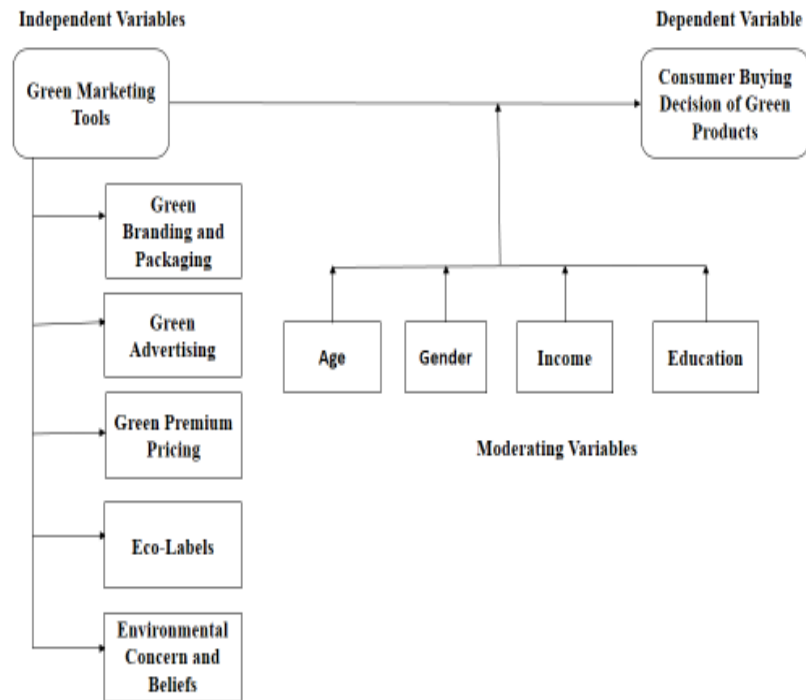 Independent Variables
Dependent Variable
Green Marketing
Tools
Consumer Buying
Decision of Green
Products
Green
Branding and
Packaging
Green
Advertising
Green Premium
Pricing
Eco-Labels
Environmental
Concern and
Beliefs
Age
Gender
Income
Education
Moderating Variables